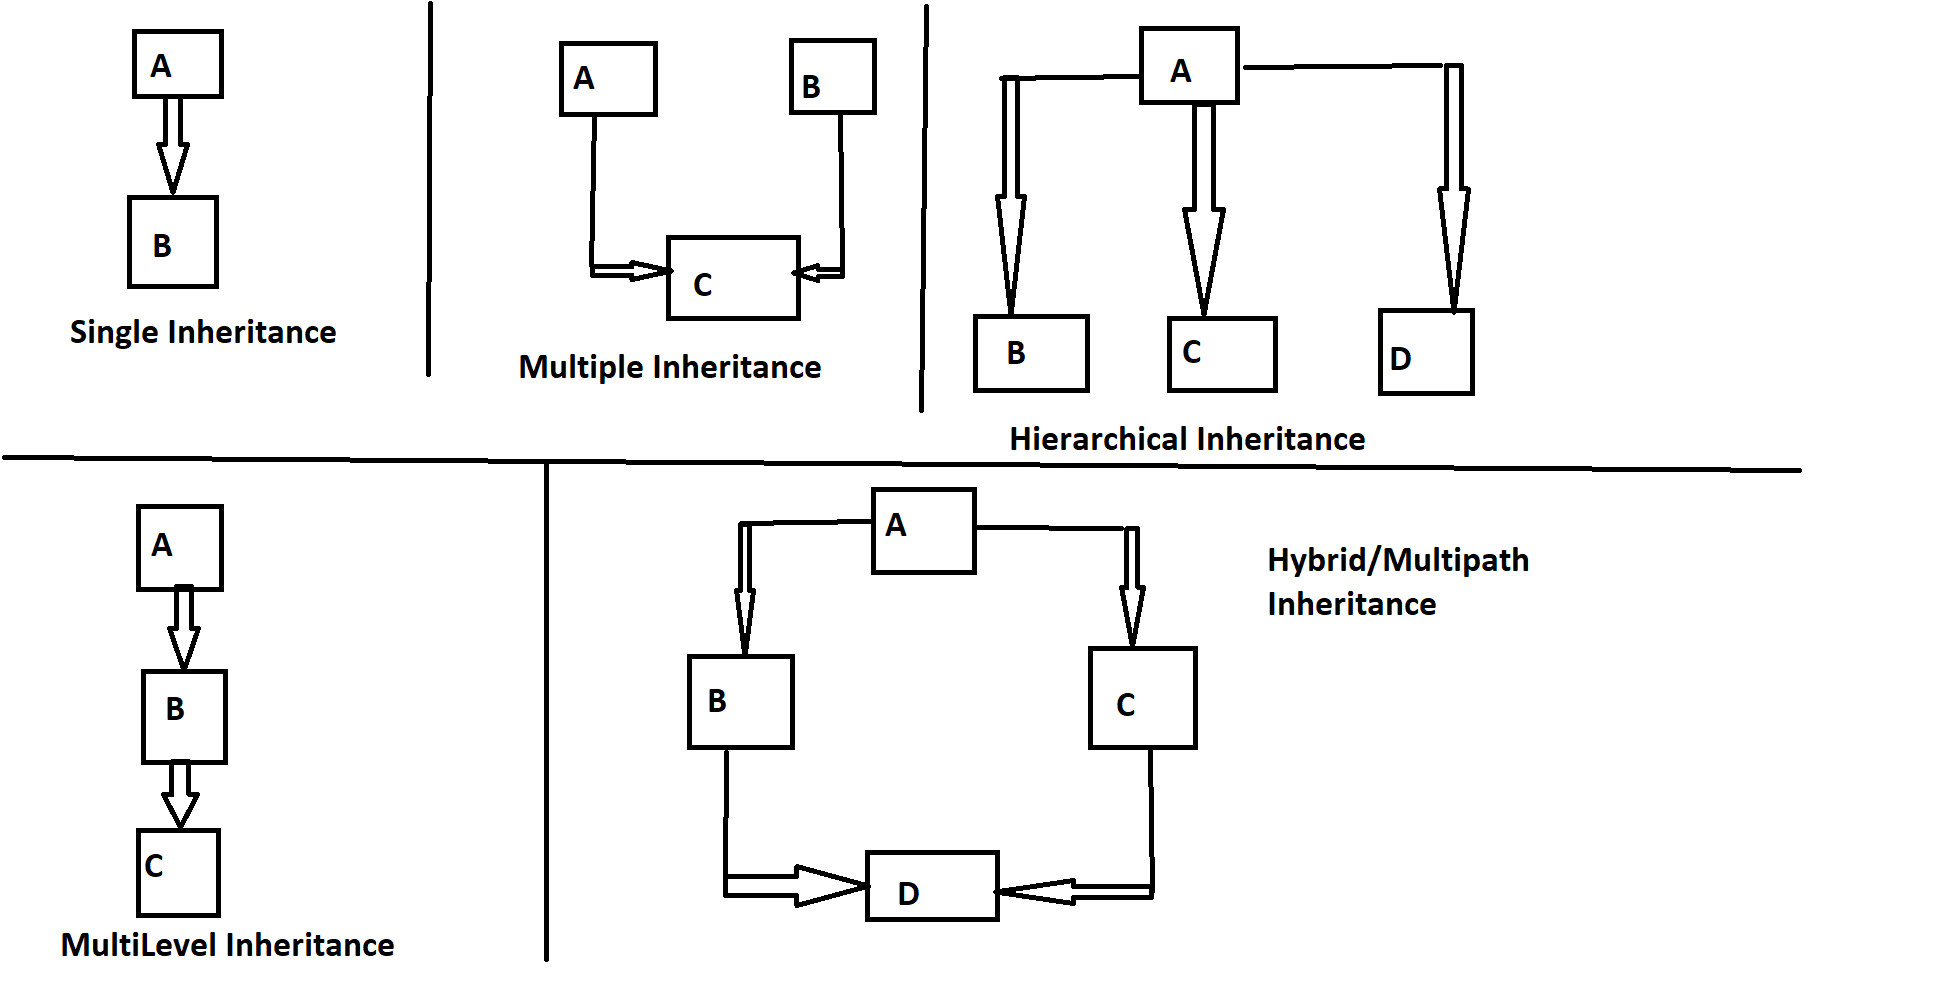 A
B
Single Inheritance
A
B
C
Multiple Inheritance
A
B
C
D
Hierarchical Inheritance
A
B
C
MultiLevel Inheritance
A
B
C
D
Hybrid/Multipath
Inheritance